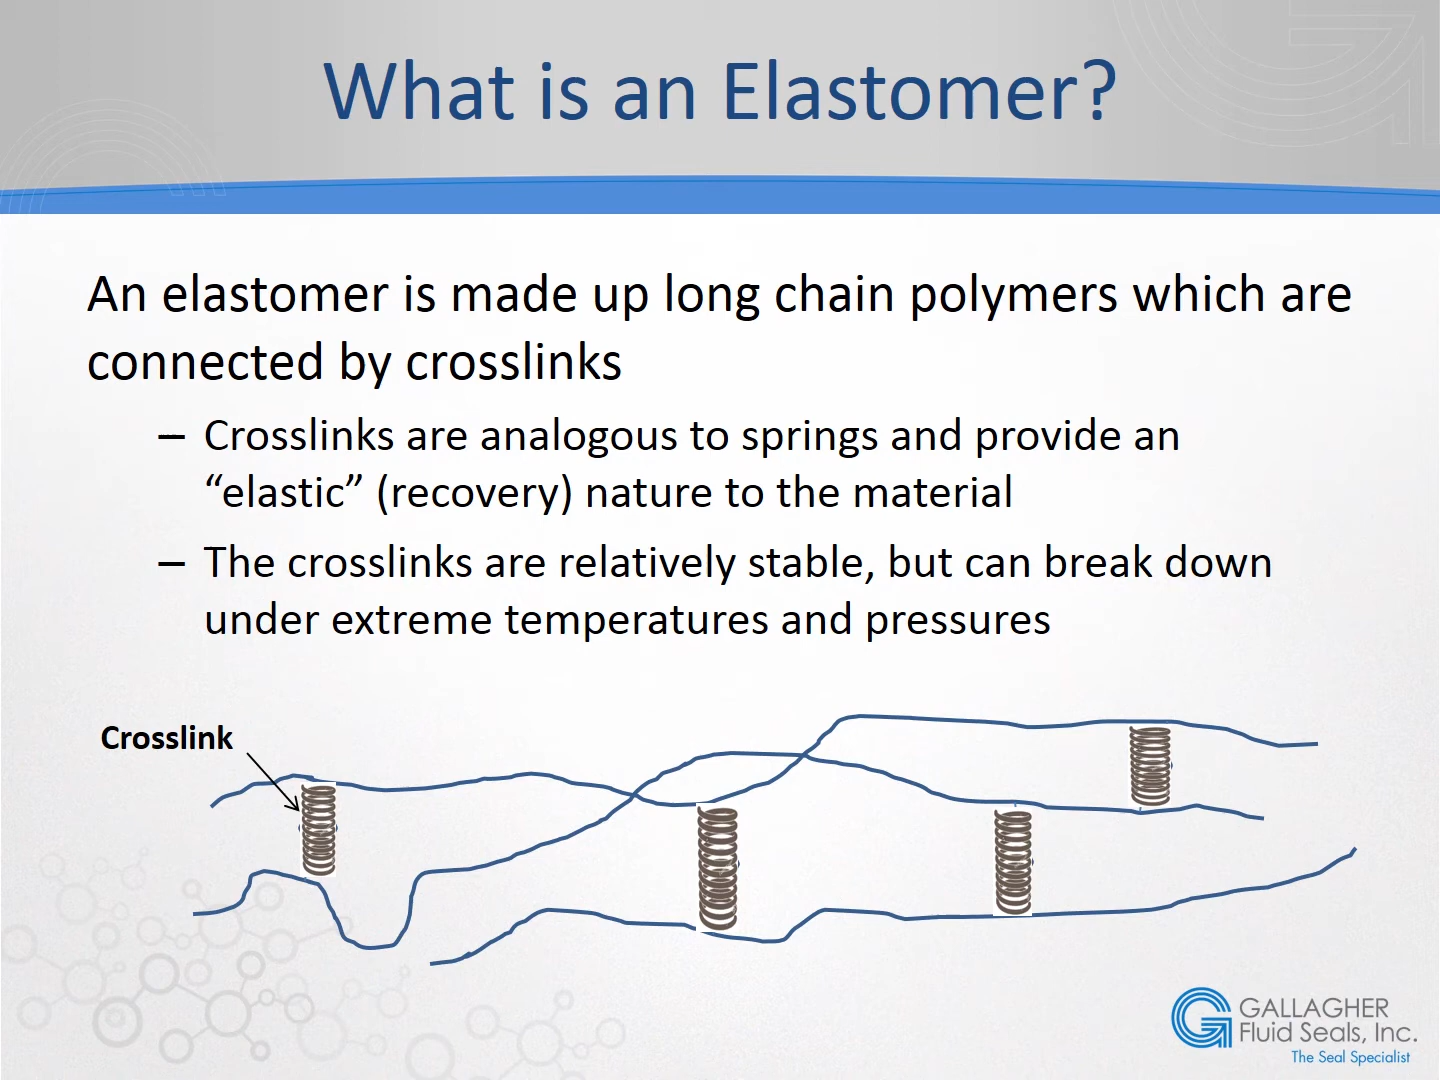 What is an Elastomer?
An elastomer is made up long chain polymers which are
connected by crosslinks
– Crosslinks are analogous to springs and provide an
“elastic” (recovery) nature to the material
– The crosslinks are relatively stable, but can break down
under extreme temperatures and pressures
Crosslink
GALLAGHER
Fluid Seals, Inc.
The Seal Specialist